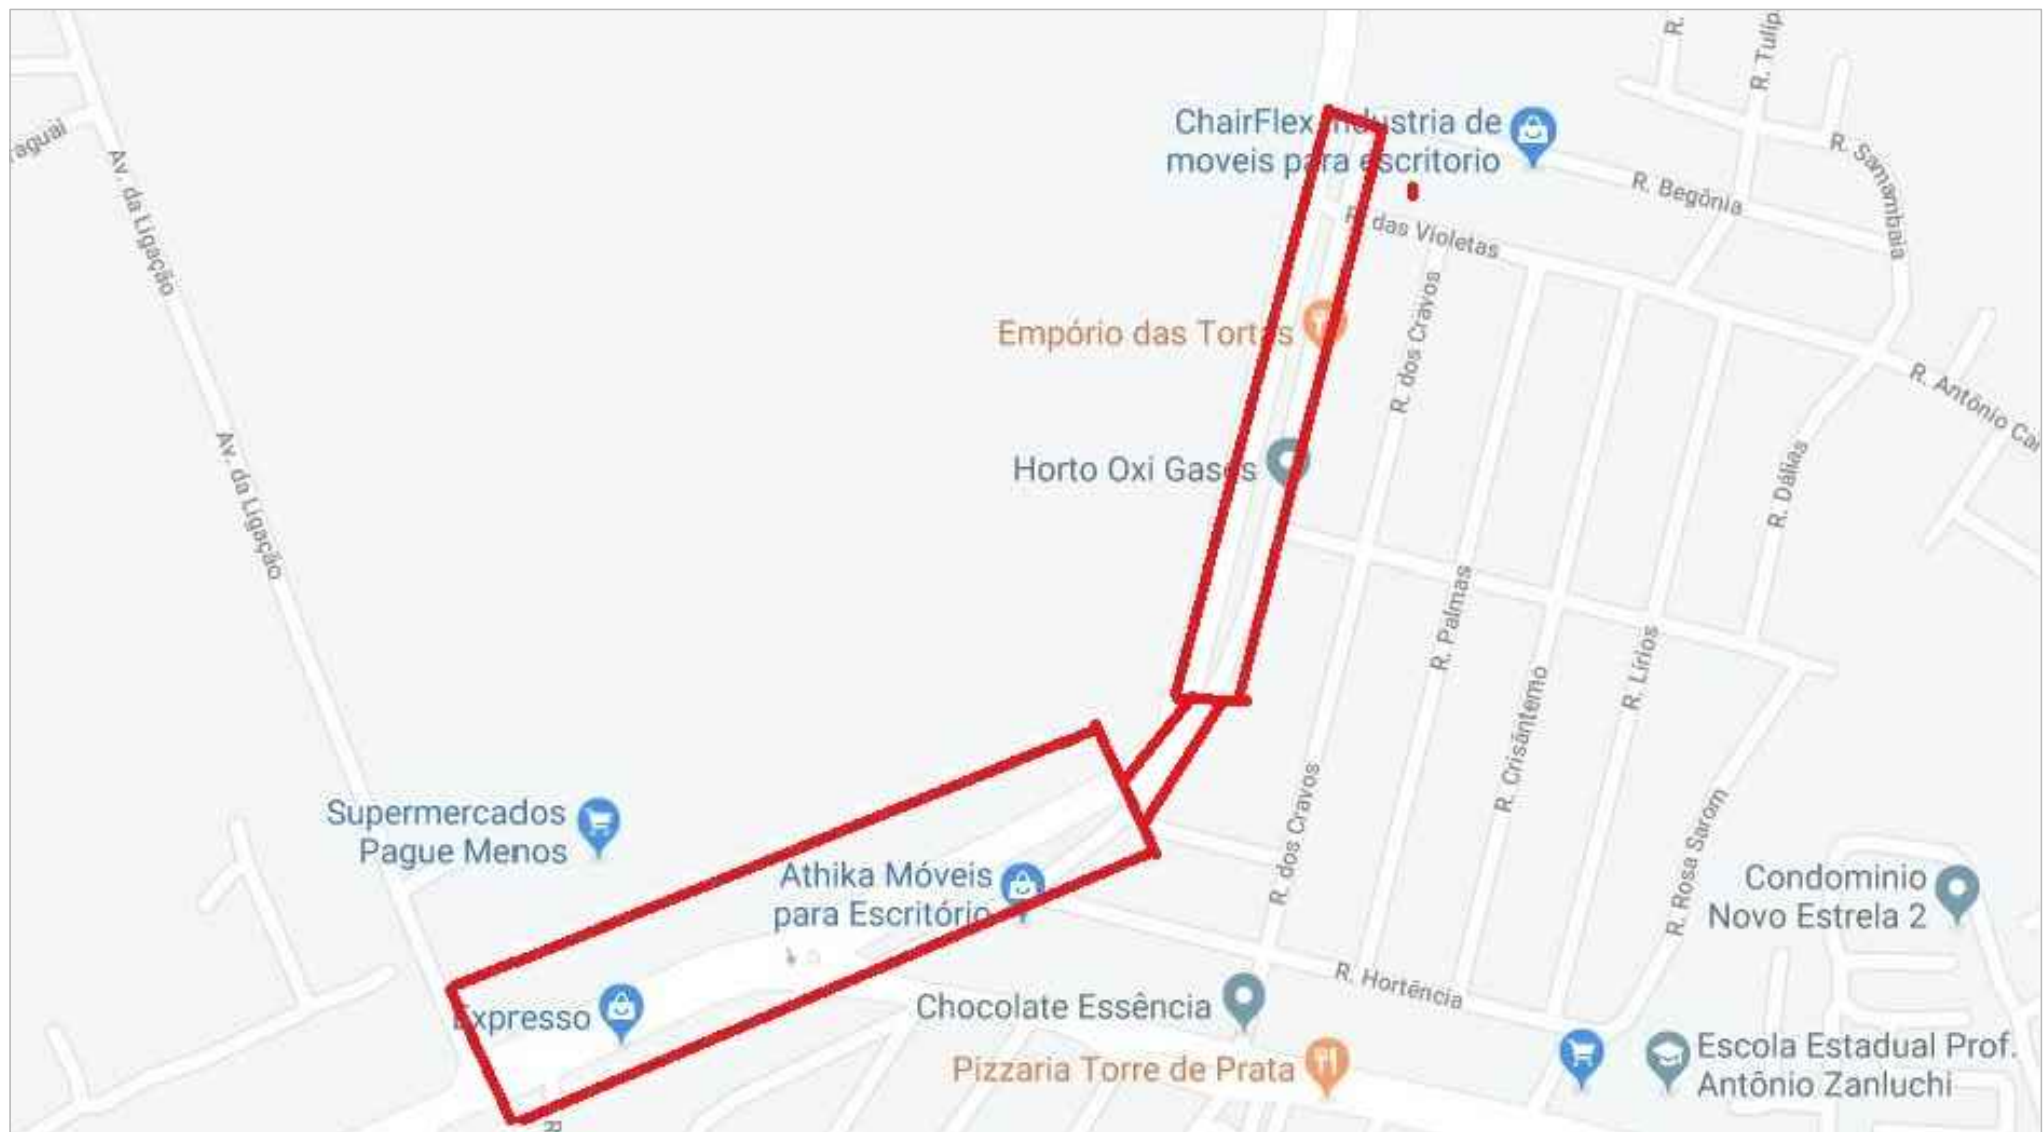 R.
R. Tulip
raguai
Av. da Ligação
ChairFlex industria de
moveis para escritorio
R. Samambaia
R. Begônia
R. das Violetas
R. dos Cravos
Empório das Tortas
R. Antônio Car
Av. da Ligação
Horto Oxi Gases
R. Dálias
R. Palmas
R. Lírios
R. Crisântemo
Supermercados
Pague Menos
R. dos Cravos
R. Rosa Sarom
Athika Móveis
para Escritório
Condominio
Novo Estrela 2
R. Hortência
Expresso
Chocolate Essência
Pizzaria Torre de Prata
Escola Estadual Prof.
Antônio Zanluchi
R